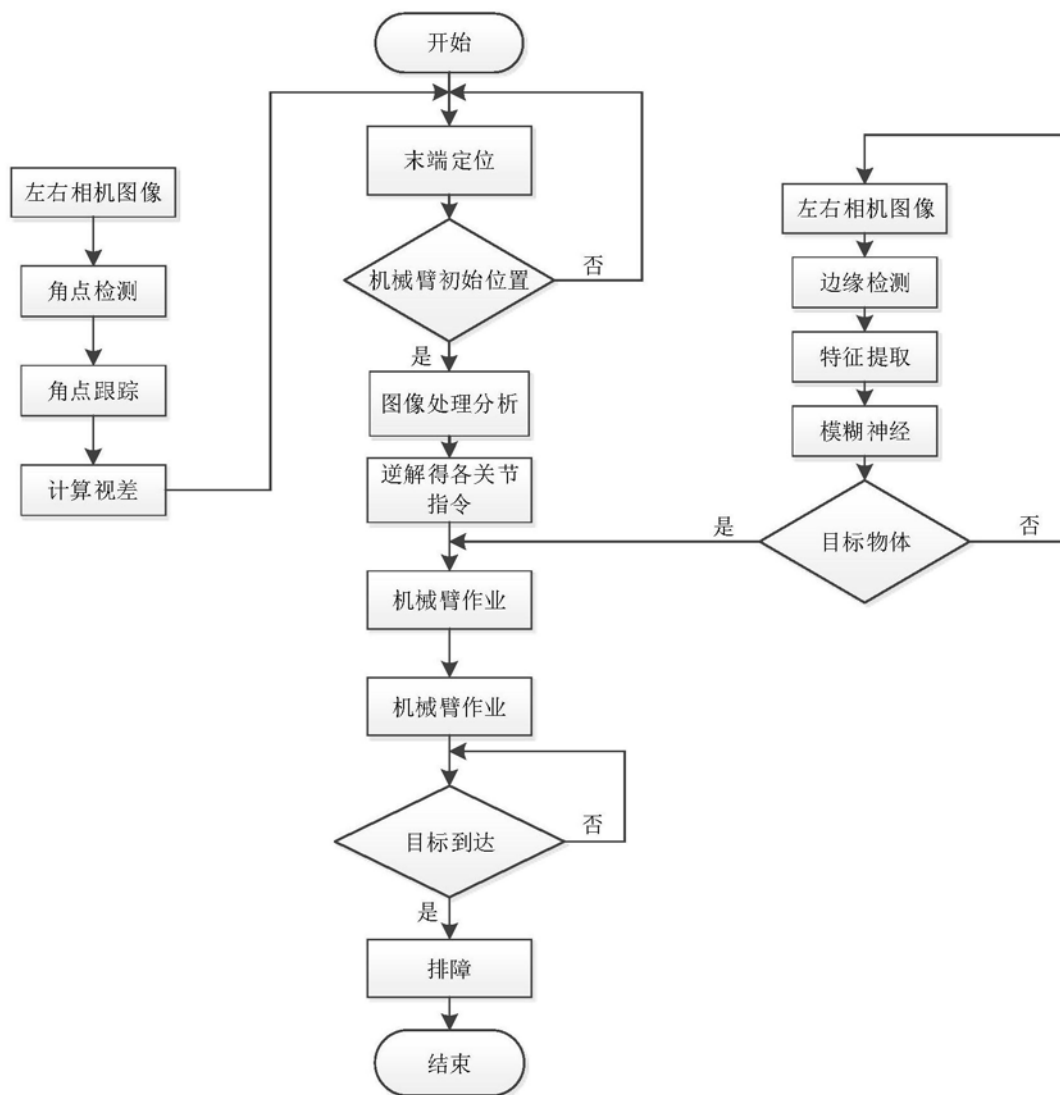 开始
末端定位
机械臂初始位置
否
是
图像处理分析
逆解得各关节
指令
机械臂作业
机械臂作业
目标到达
否
是
排障
结束
左右相机图像
角点检测
角点跟踪
计算视差
左右相机图像
边缘检测
特征提取
模糊神经
目标物体
是
否